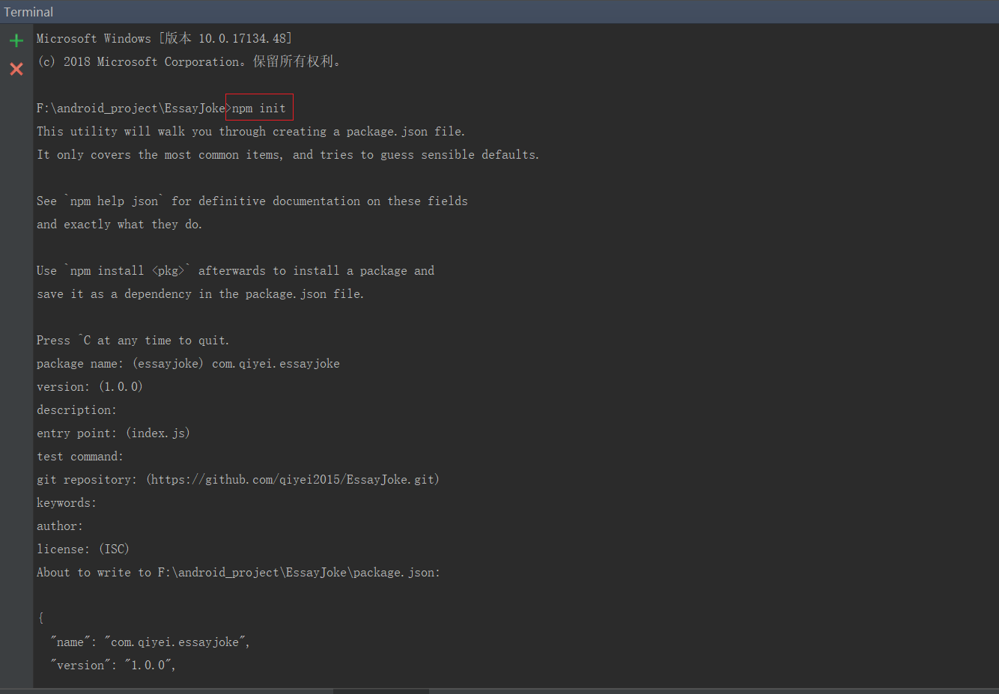 Terminal
Microsoft Windows [版本 10.0.17134.48]
(c) 2018 Microsoft Corporation。保留所有权利。
F:\android_project\EssayJoke>npm init
This utility will walk you through creating a package.json file.
It only covers the most common items, and tries to guess sensible defaults.
See `npm help json` for definitive documentation on these fields
and exactly what they do.
Use `npm install <pkg>` afterwards to install a package and
save it as a dependency in the package.json file.
Press ^C at any time to quit.
package name: (essayjoke) com.qiyei.essayjoke
version: (1.0.0)
description:
entry point: (index.js)
test command:
git repository: (https://github.com/qiyei2015/EssayJoke.git)
keywords:
author:
license: (ISC)
About to write to F:\android_project\EssayJoke\package.json:
{
"name": "com.qiyei.essayjoke",
"version": "1.0.0",